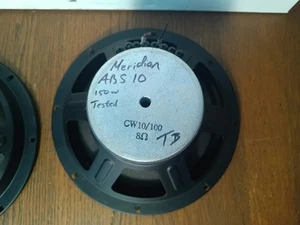 Meridian
ABS 10
150w
Tested
CW10/100
8Ω
TB